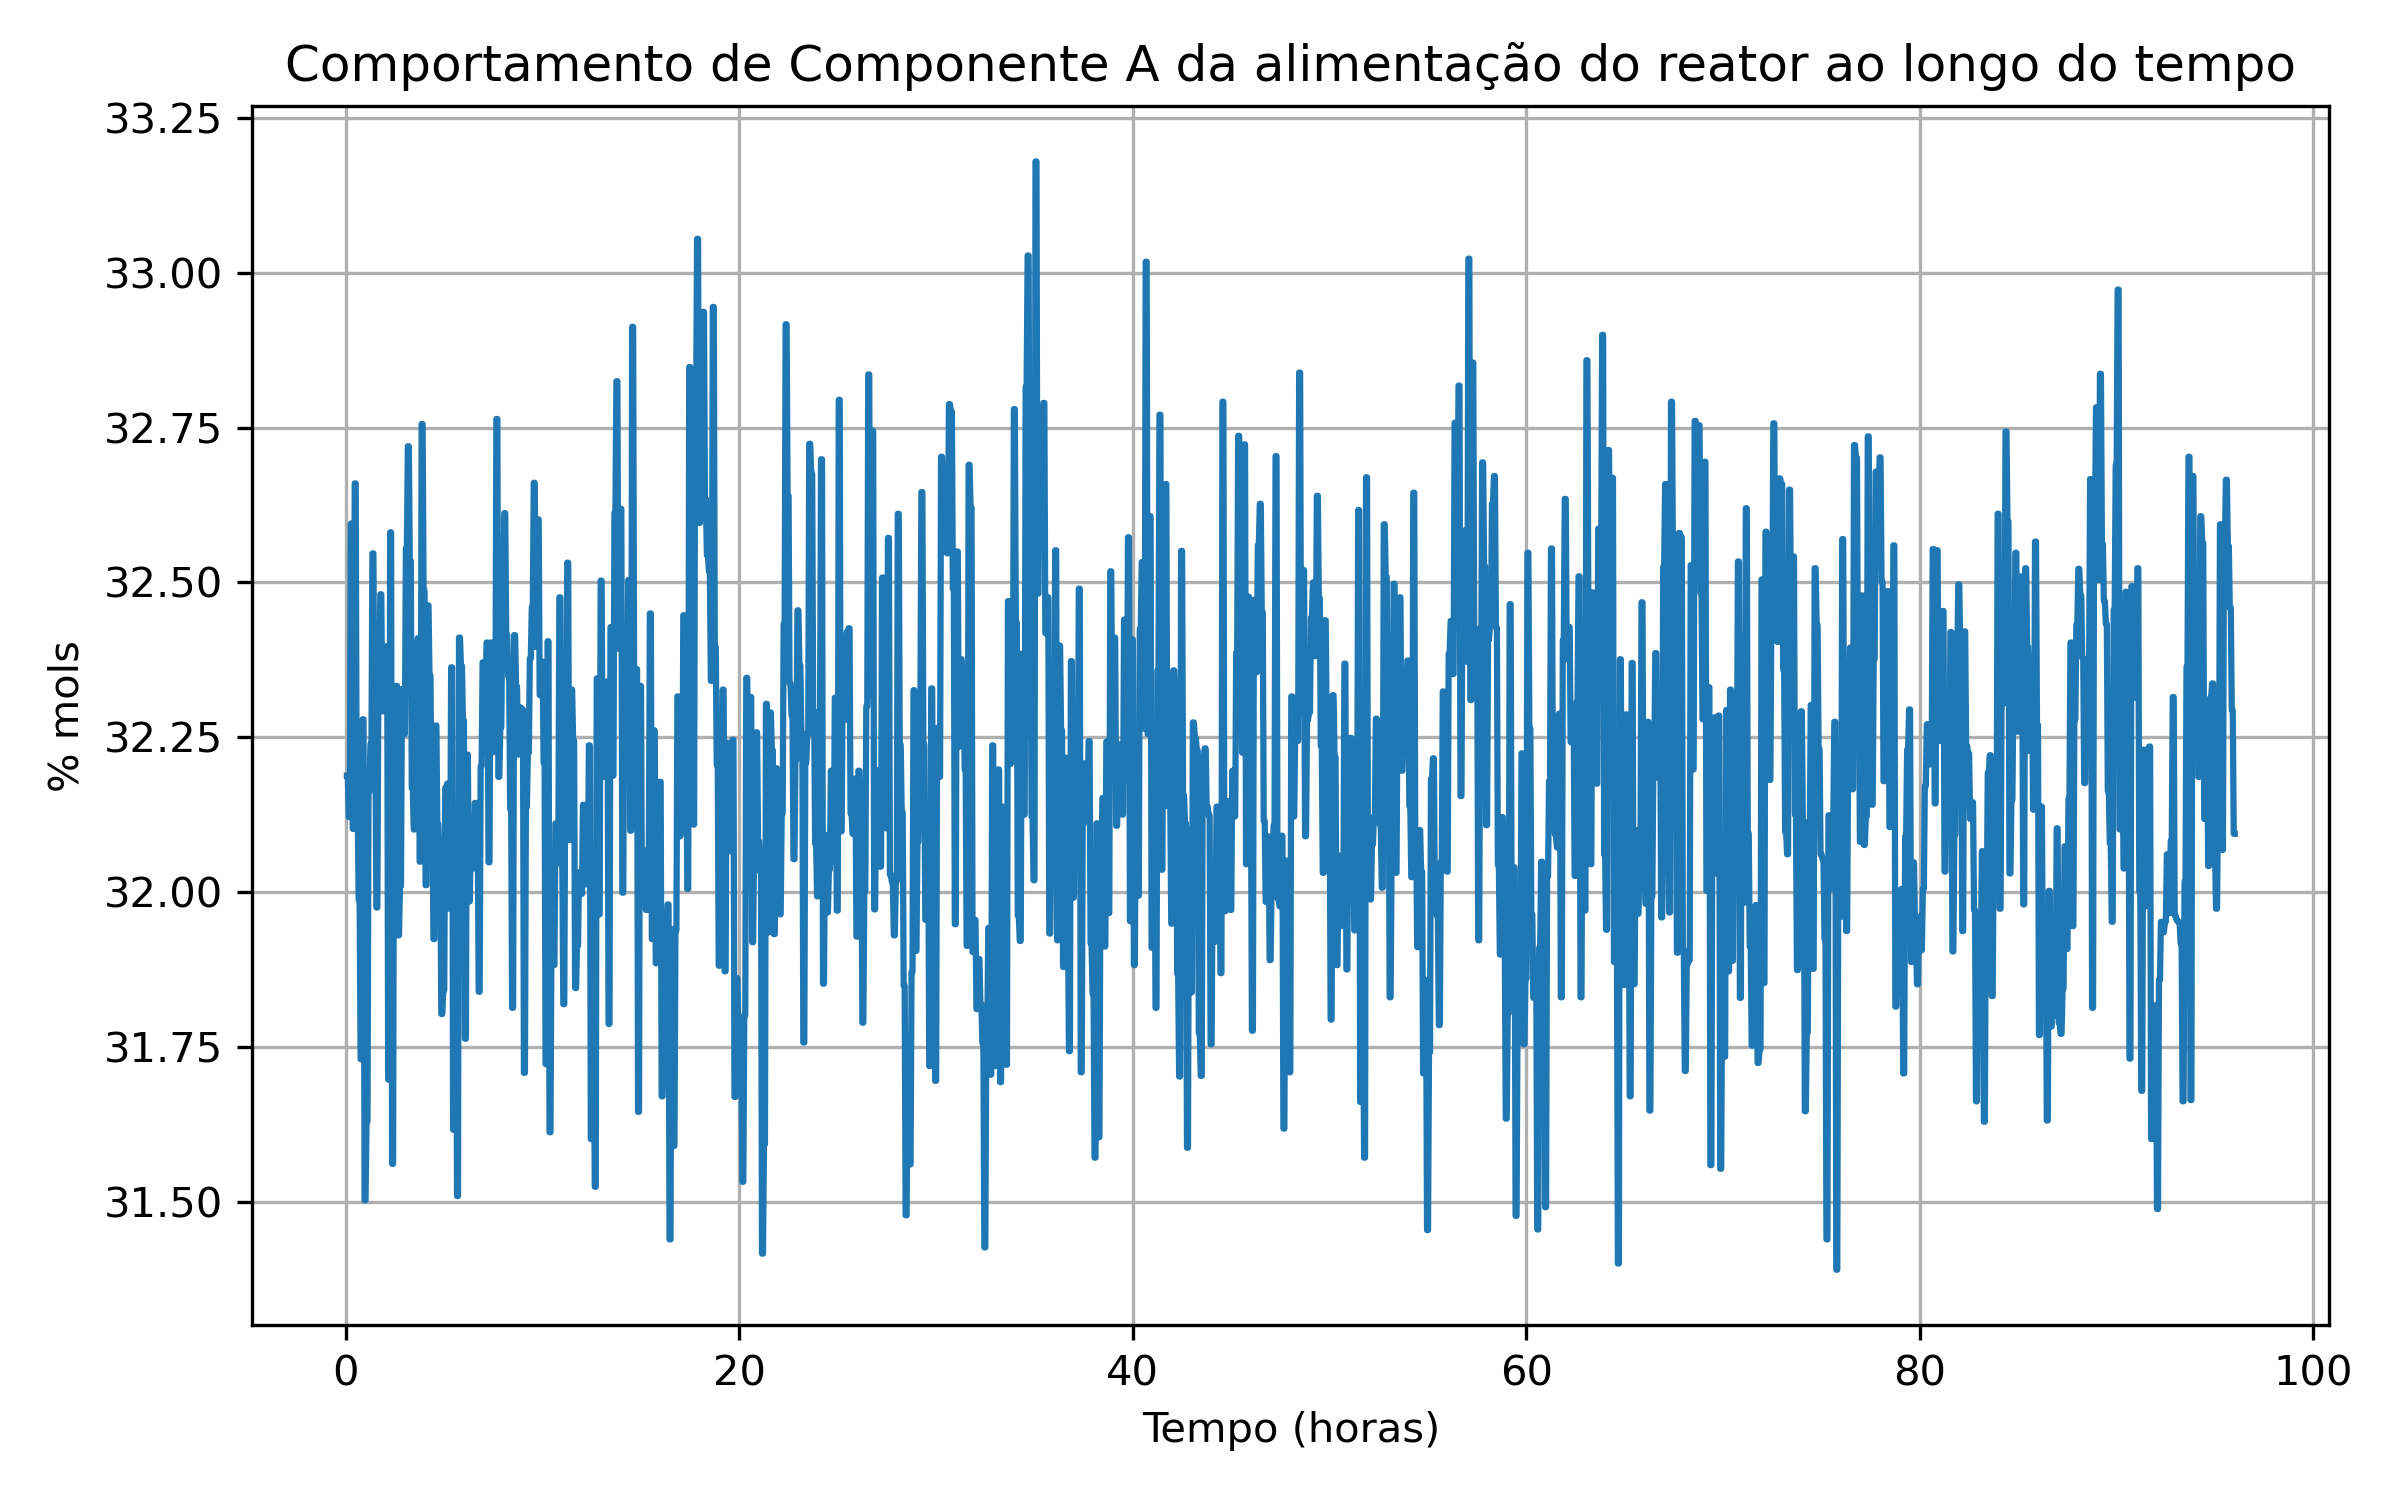 Comportamento de Componente A da alimentação do reator ao longo do tempo
33.25
33.00
32.75
32.50
32.25
32.00
31.75
31.50
% mols
0 20 40 60 80 100
Tempo (horas)